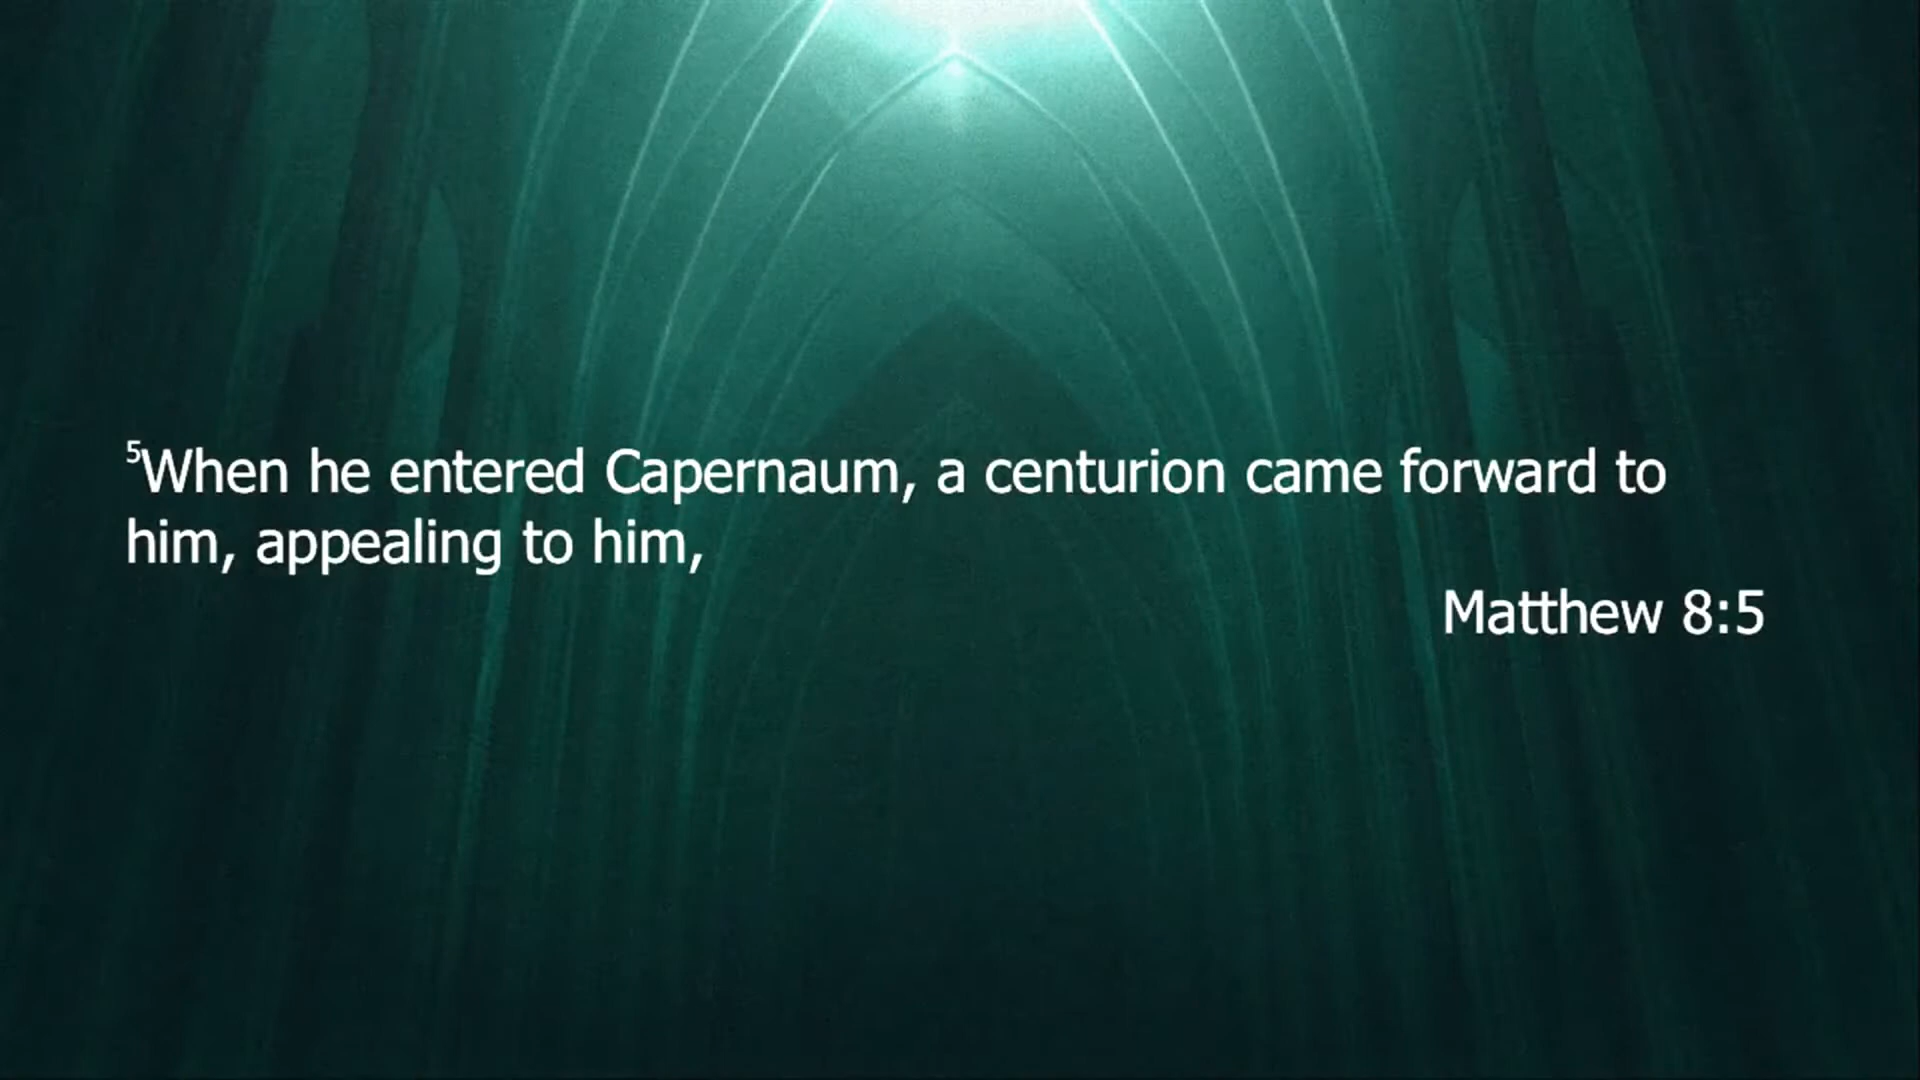 ⁵When he entered Capernaum, a centurion came forward to
him, appealing to him,
Matthew 8:5